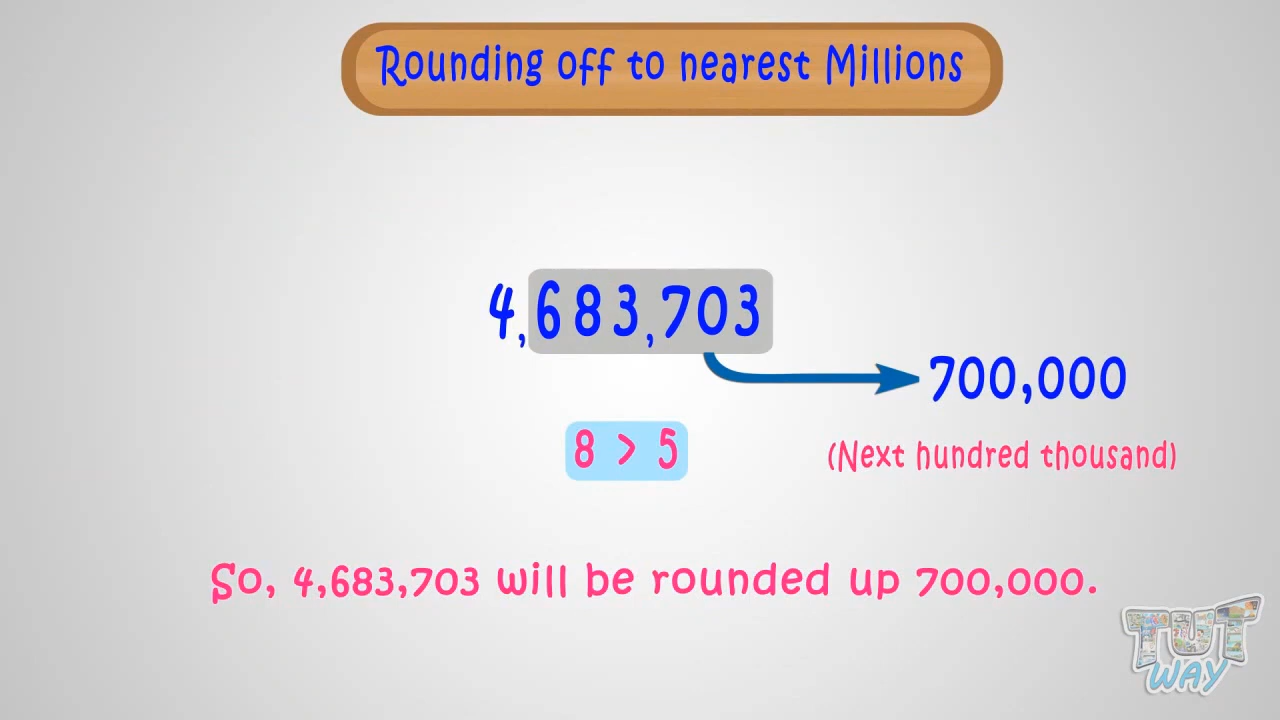 Rounding off to nearest Millions
4,683,703
700,000
8 > 5
(Next hundred thousand)
So, 4,683,703 will be rounded up 700,000.
TUT
WAY